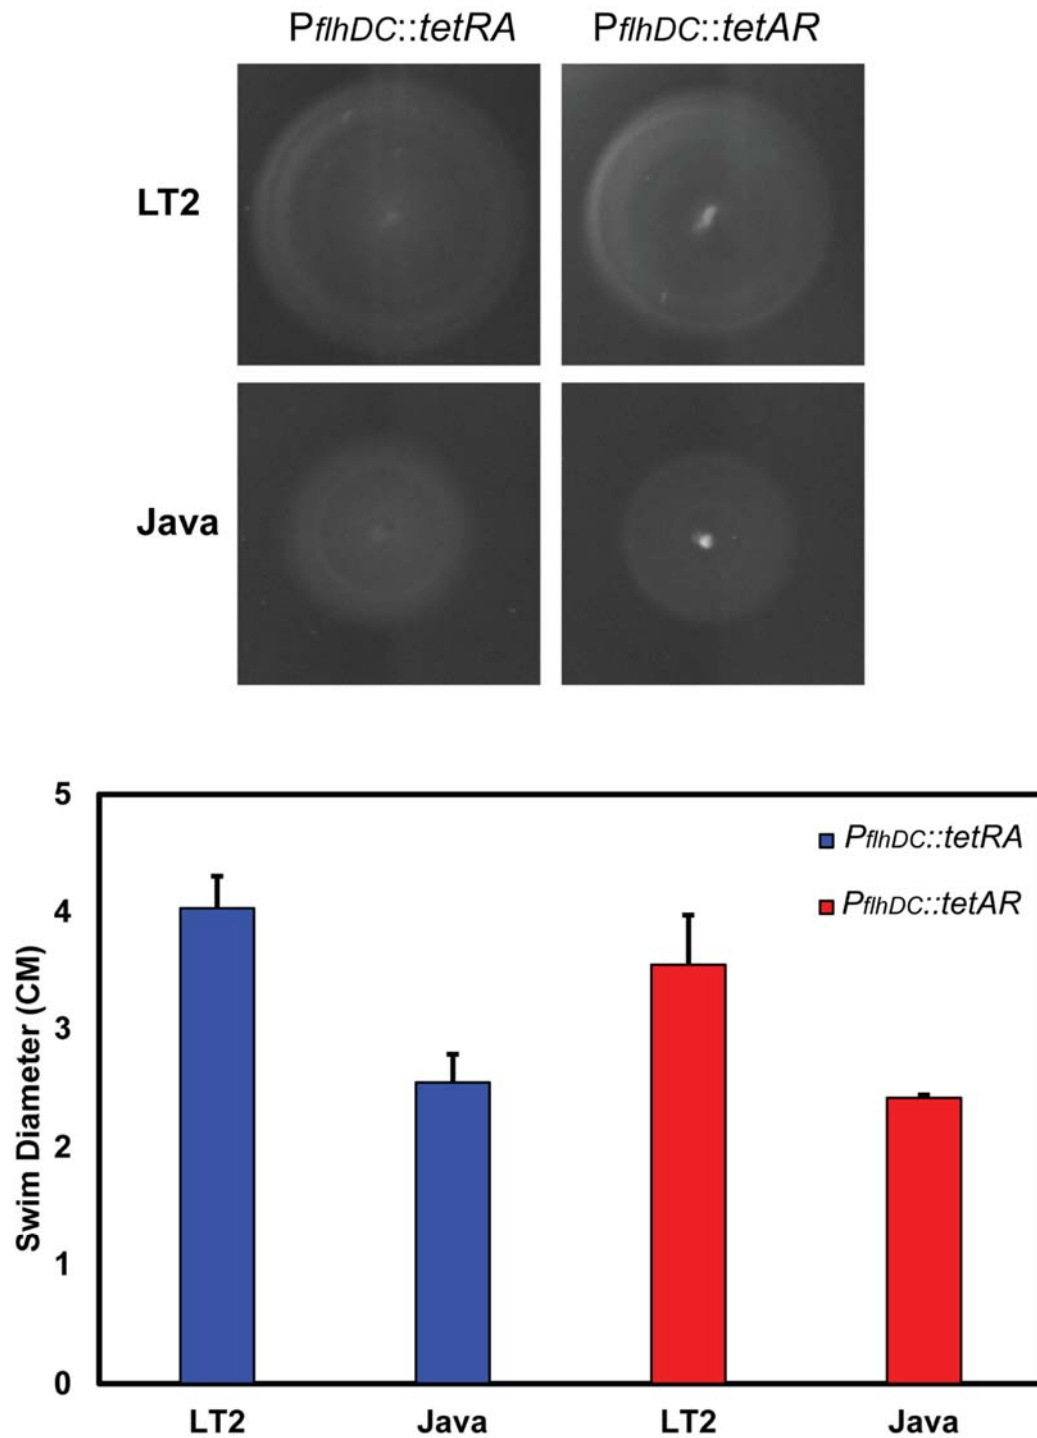 PflhDC::tetRA PflhDC::tetAR
LT2
Java
5
PflhDC::tetRA
PflhDC::tetAR
4
3
2
1
0
Swim Diameter (CM)
LT2 Java LT2 Java